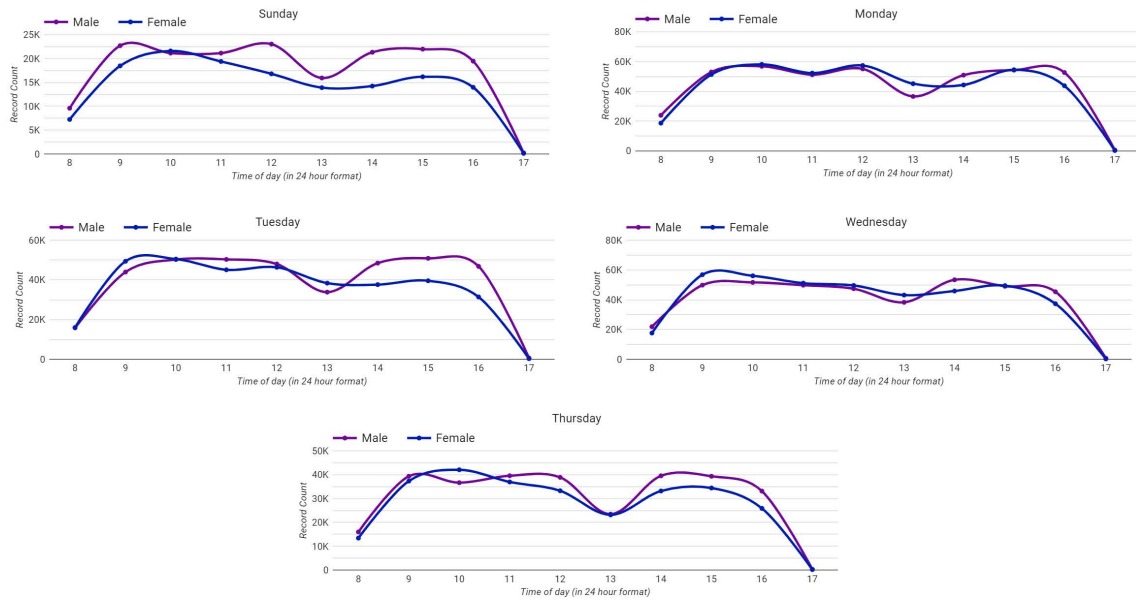 Sunday
Male Female
25K
20K
15K
10K
5K
0
Record Count
8 9 10 11 12 13 14 15 16 17
Time of day (in 24 hour format)
Monday
Male Female
80K
60K
40K
20K
0
Record Count
8 9 10 11 12 13 14 15 16 17
Time of day (in 24 hour format)
Tuesday
Male Female
60K
40K
20K
0
Record Count
8 9 10 11 12 13 14 15 16 17
Time of day (in 24 hour format)
Wednesday
Male Female
80K
60K
40K
20K
0
Record Count
8 9 10 11 12 13 14 15 16 17
Time of day (in 24 hour format)
Thursday
Male Female
50K
40K
30K
20K
10K
0
Record Count
8 9 10 11 12 13 14 15 16 17
Time of day (in 24 hour format)